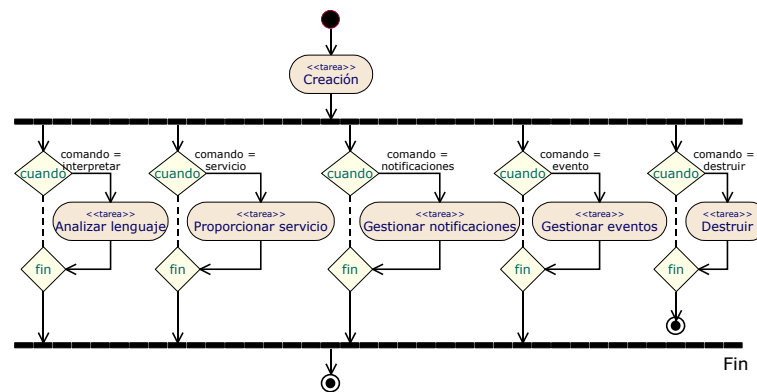 <<tarea>>
Creación
cuando
comando =
interpretar
<<tarea>>
Analizar lenguaje
fin
cuando
comando =
servicio
<<tarea>>
Proporcionar servicio
fin
cuando
comando =
notificaciones
<<tarea>>
Gestionar notificaciones
fin
cuando
comando =
evento
<<tarea>>
Gestionar eventos
fin
cuando
comando =
destruir
<<tarea>>
Destruir
fin
Fin